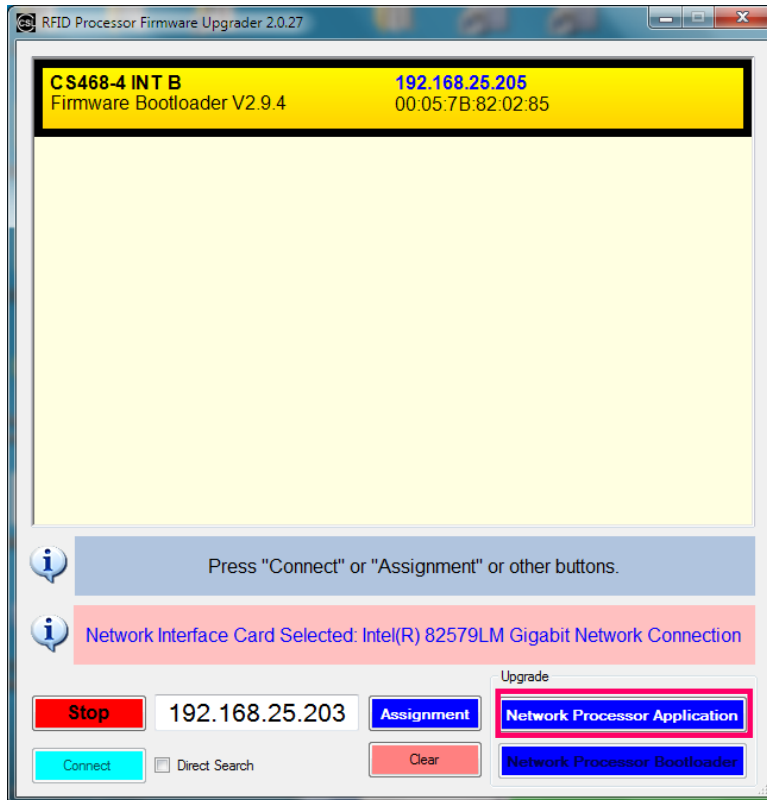 CSL RFID Processor Firmware Upgrader 2.0.27
CS468-4 INT B 192.168.25.205
Firmware Bootloader V2.9.4 00:05:7B:82:02:85
Press "Connect" or "Assignment" or other buttons.
Network Interface Card Selected: Intel(R) 82579LM Gigabit Network Connection
Upgrade
Stop 192.168.25.203 Assignment Network Processor Application
Connect Direct Search Clear Network Processor Bootloader